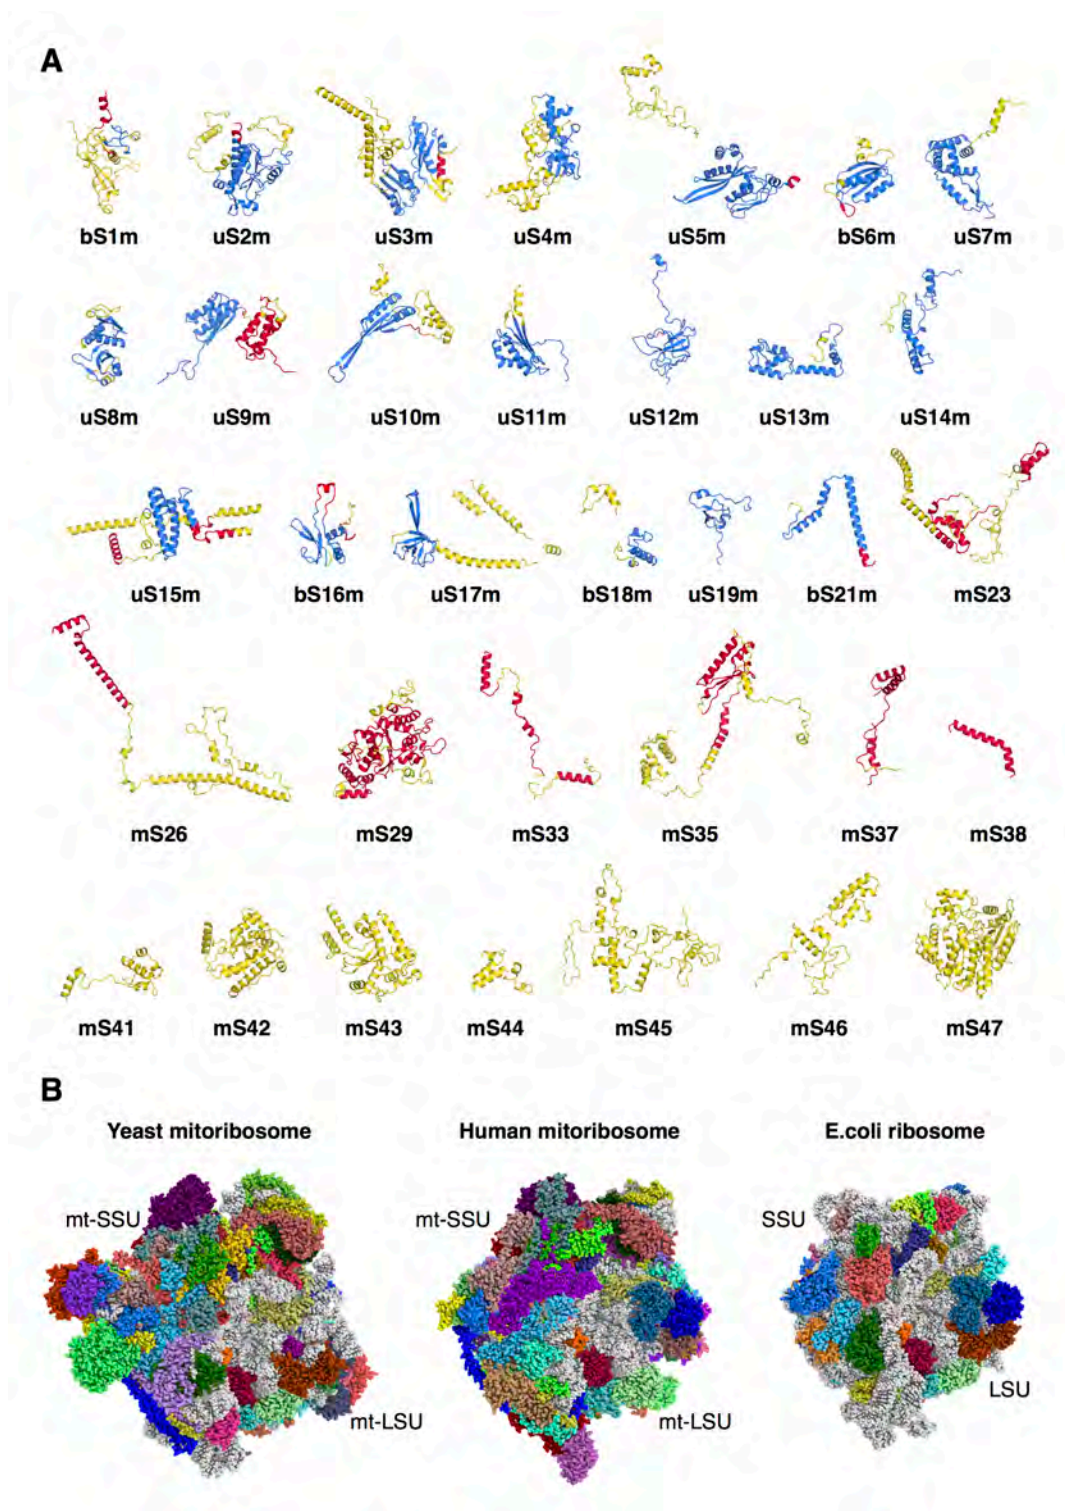 A
bS1m uS2m uS3m uS4m uS5m bS6m uS7m
uS8m uS9m uS10m uS11m uS12m uS13m uS14m
uS15m bS16m uS17m bS18m uS19m bS21m mS23
mS26 mS29 mS33 mS35 mS37 mS38
mS41 mS42 mS43 mS44 mS45 mS46 mS47
B
Yeast mitoribosome Human mitoribosome E.coli ribosome
mt-SSU mt-SSU SSU
mt-LSU mt-LSU LSU